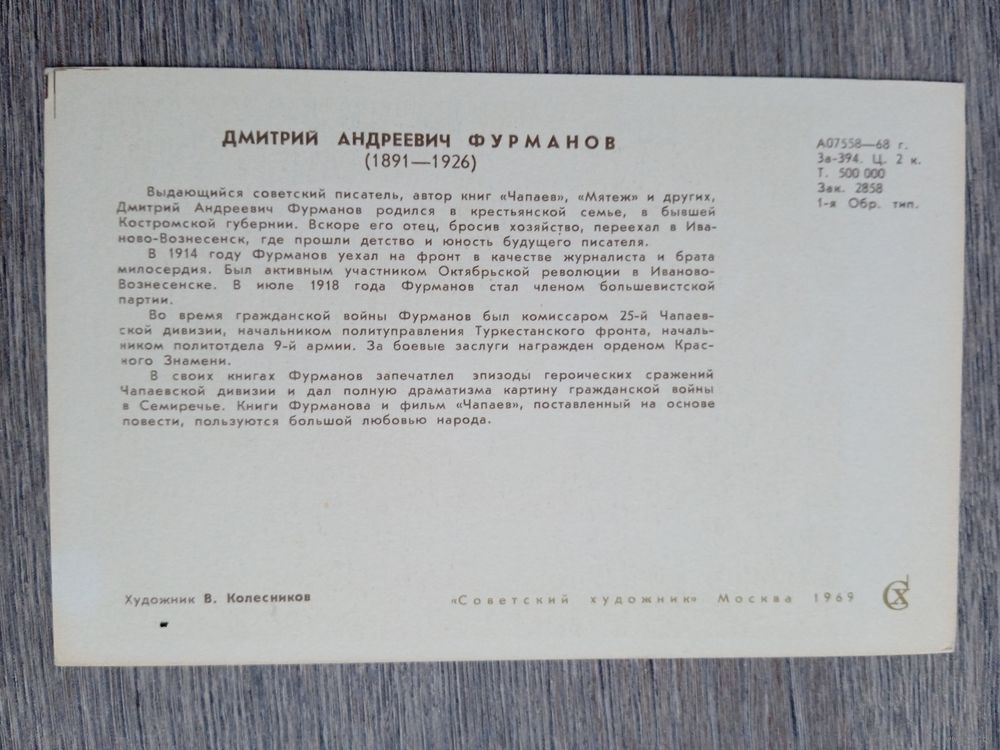 ДМИТРИЙ АНДРЕЕВИЧ ФУРМАНОВ
(1891—1926)
Выдающийся советский писатель, автор книг «Чапаев», «Мятеж» и других,
Дмитрий Андреевич Фурманов родился в крестьянской семье, в бывшей
Костромской губернии. Вскоре его отец, бросив хозяйство, переехал в Ива-
ново-Вознесенск, где прошли детство и юность будущего писателя.
В 1914 году Фурманов уехал на фронт в качестве журналиста и брата
милосердия. Был активным участником Октябрьской революции в Иваново-
Вознесенске. В июле 1918 года Фурманов стал членом большевистской
партии.
Во время гражданской войны Фурманов был комиссаром 25-й Чапаев-
ской дивизии, начальником политуправления Туркестанского фронта, началь-
ником политотдела 9-й армии. За боевые заслуги награжден орденом Крас-
ного Знамени.
В своих книгах Фурманов запечатлел эпизоды героических сражений
Чапаевской дивизии и дал полную драматизма картину гражданской войны
в Семиречье. Книги Фурманова и фильм «Чапаев», поставленный на основе
повести, пользуются большой любовью народа.
А07558—68 г.
За-394. Ц. 2 к.
Т. 500 000
Зак. 2858
1-я Обр. тип.
Художник В. Колесников
«Советский художник» Москва 1969
СХ